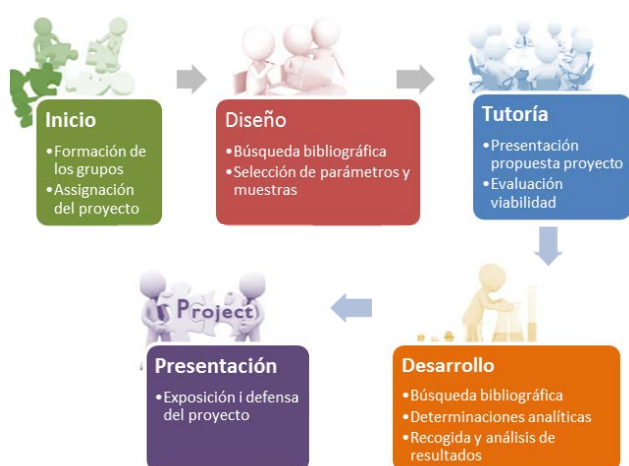 Inicio
•Formación de
los grupos
•Assignación
del proyecto
Diseño
•Búsqueda bibliográfica
•Selección de parámetros y
muestras
Tutoría
•Presentación
propuesta proyecto
•Evaluación
viabilidad
Desarrollo
•Búsqueda bibliográfica
•Determinaciones analíticas
•Recogida y análisis de
resultados
Project
Presentación
•Exposición i defensa
del proyecto